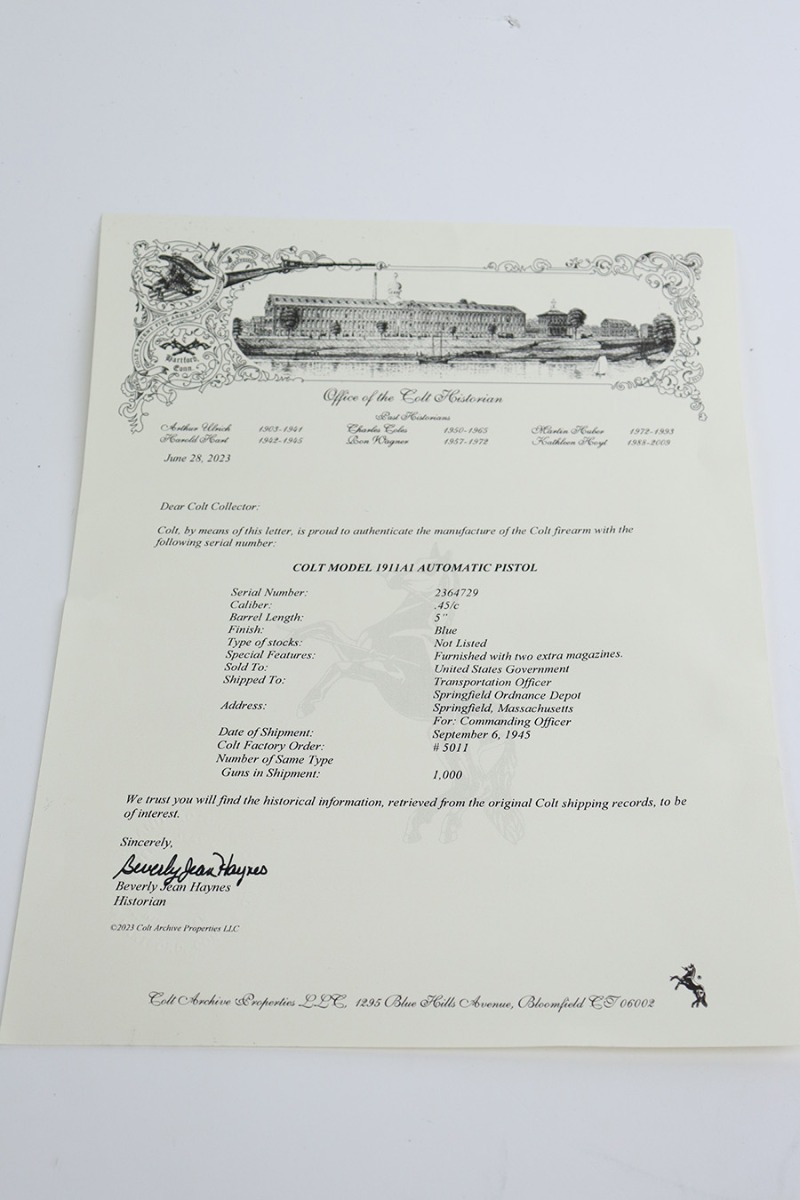 Hartford,
Conn.
Office of the Colt Historian
Past Historians
Arthur Ulrich 1903-1941 Charles Coles 1950-1965 Martin Huber 1972-1993
Harold Hart 1942-1945 Ron Wagner 1957-1972 Kathleen Hoyt 1988-2009
June 28, 2023
Dear Colt Collector:
Colt, by means of this letter, is proud to authenticate the manufacture of the Colt firearm with the
following serial number:
COLT MODEL 1911A1 AUTOMATIC PISTOL
Serial Number: 2364729
Caliber: .45/c
Barrel Length: 5"
Finish: Blue
Type of stocks: Not Listed
Special Features: Furnished with two extra magazines.
Sold To: United States Government
Shipped To: Transportation Officer
Springfield Ordnance Depot
Address: Springfield, Massachusetts
For: Commanding Officer
Date of Shipment: September 6, 1945
Colt Factory Order: # 5011
Number of Same Type
Guns in Shipment: 1,000
We trust you will find the historical information, retrieved from the original Colt shipping records, to be
of interest.
Sincerely,
Beverly Jean Haynes
Beverly Jean Haynes
Historian
©2023 Colt Archive Properties LLC
Colt Archive Properties LLC, 1295 Blue Hills Avenue, Bloomfield CT 06002